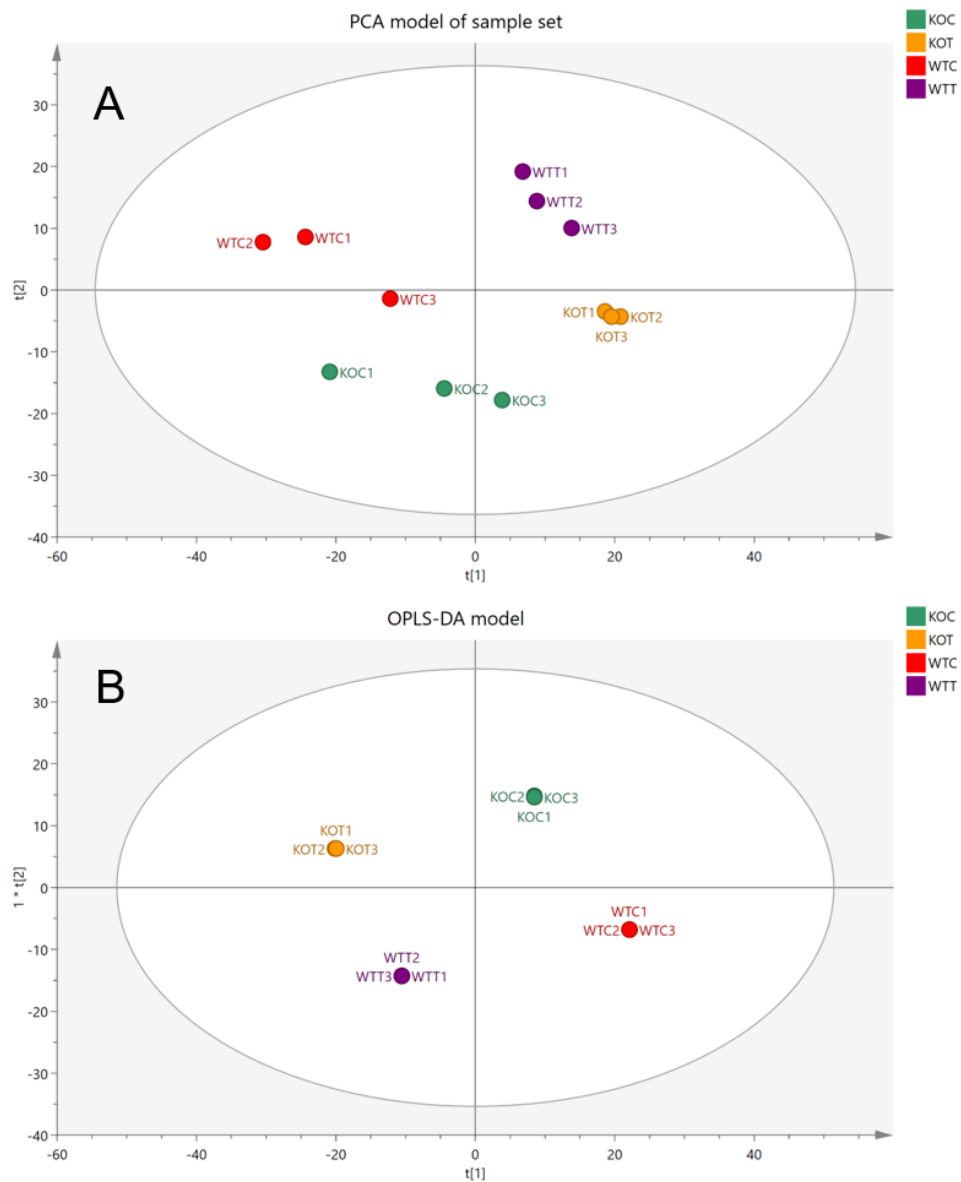 PCA model of sample set
KOC
KOT
WTC
WTT
A
30
20
10
0
-10
-20
-30
-40
t[2]
WTT1
WTT2
WTT3
WTC2
WTC1
WTC3
KOT1
KOT2
KOT3
KOC1
KOC2
KOC3
-60
-40
-20
0
20
40
t[1]
OPLS-DA model
KOC
KOT
WTC
WTT
B
30
20
10
0
-10
-20
-30
-40
1 * t[2]
KOC2
KOC3
KOC1
KOT1
KOT2
KOT3
WTC1
WTC2
WTC3
WTT2
WTT3
WTT1
-60
-40
-20
0
20
40
t[1]